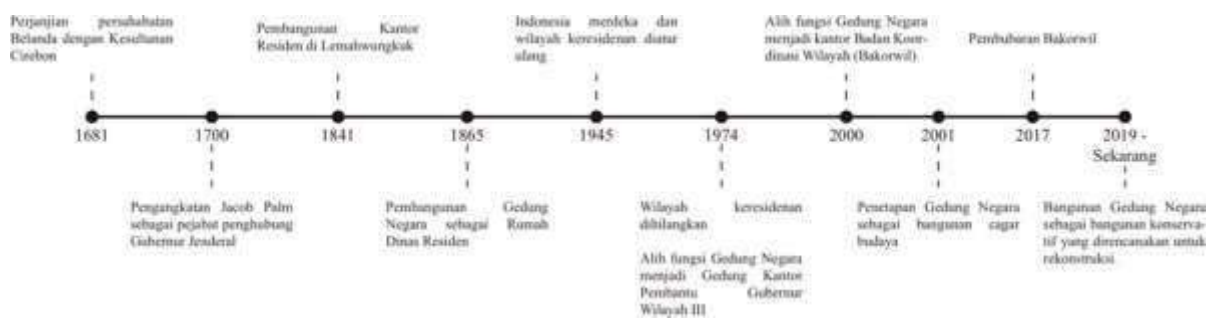 Perjanjian persahabatan
Belanda dengan Kesultanan
Cirebon
Pembangunan Kantor
Residen di Lemahwungkuk
Indonesia merdeka dan
wilayah keresidenan diatur
ulang
Alih fungsi Gedung Negara
menjadi kantor Badan Koor-
dinasi Wilayah (Bakorwil)
Pembubaran Bakorwil
1681
1700
1841
1865
1945
1974
2000
2001
2017
2019 -
Sekarang
Pengangkatan Jacob Palm
sebagai pejabat penghubung
Gubernur Jenderal
Pembangunan Gedung
Negara sebagai Rumah
Dinas Residen
Wilayah keresidenan
dihilangkan
Alih fungsi Gedung Negara
menjadi Gedung Kantor
Pembantu Gubernur
Wilayah III
Penetapan Gedung Negara
sebagai bangunan cagar
budaya
Bangunan Gedung Negara
sebagai bangunan konserva-
tif yang direncanakan untuk
rekonstruksi